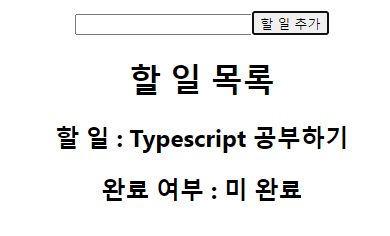 할 일 추가
할 일 목록
할 일 : Typescript 공부하기
완료 여부 : 미 완료